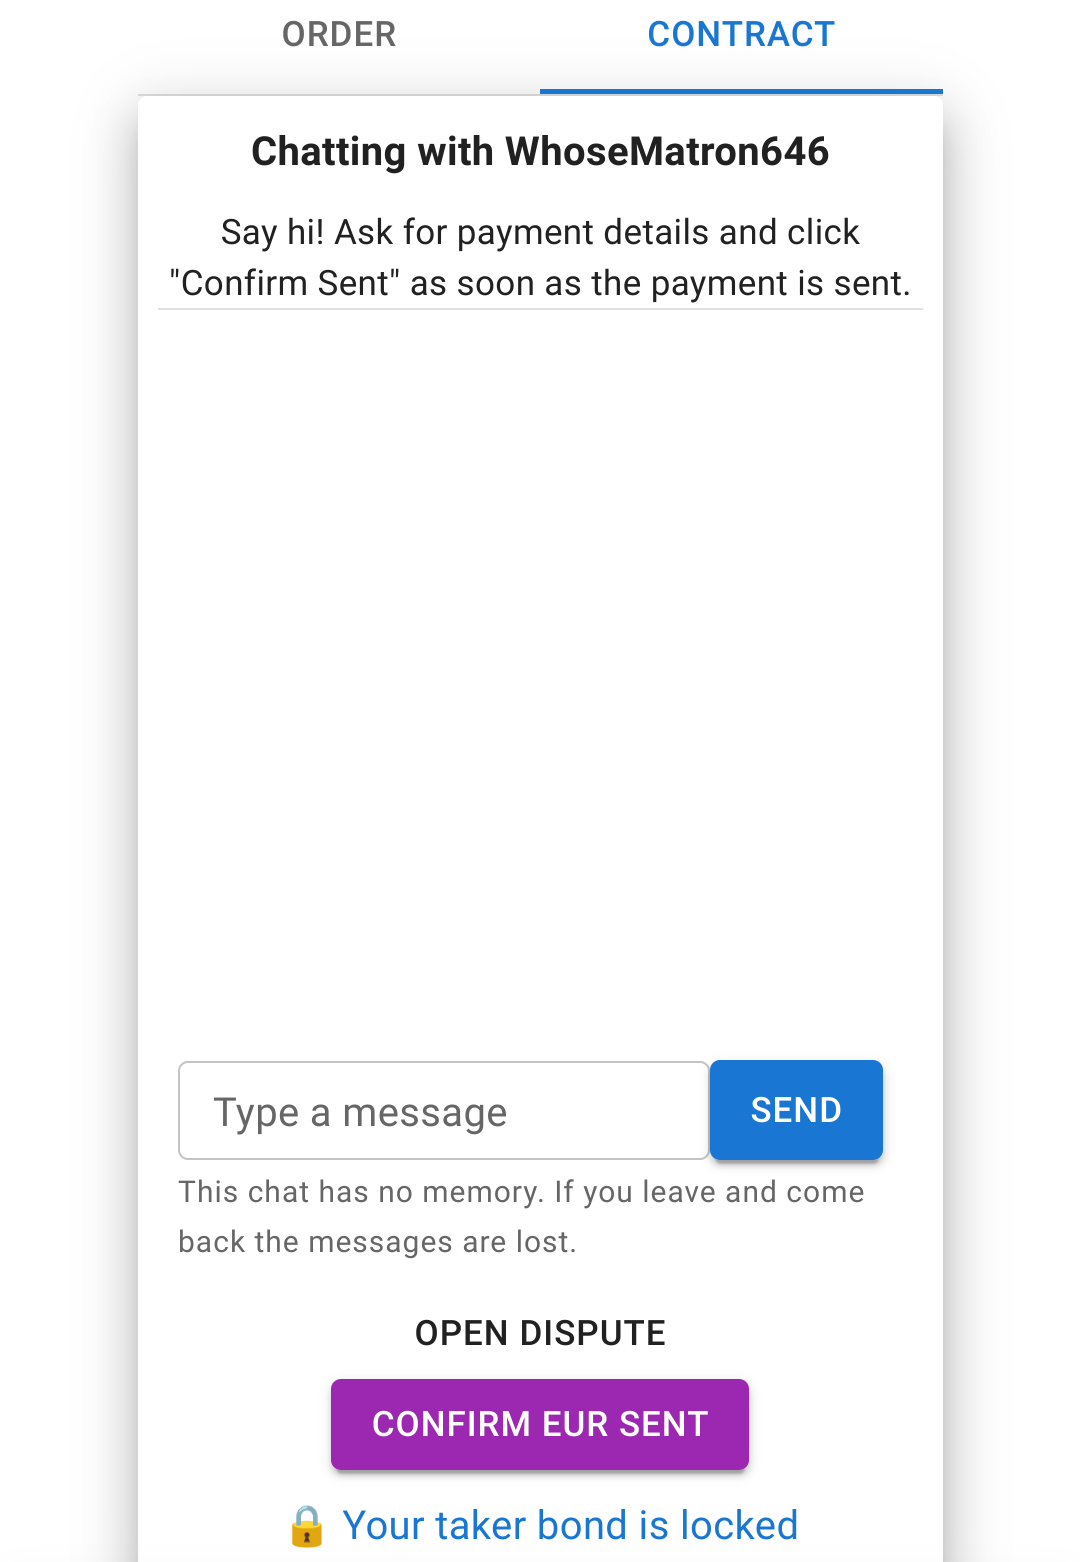 ORDER
CONTRACT
Chatting with WhoseMatron646
Say hi! Ask for payment details and click
"Confirm Sent" as soon as the payment is sent.
Type a message
SEND
This chat has no memory. If you leave and come
back the messages are lost.
OPEN DISPUTE
CONFIRM EUR SENT
🔒 Your taker bond is locked